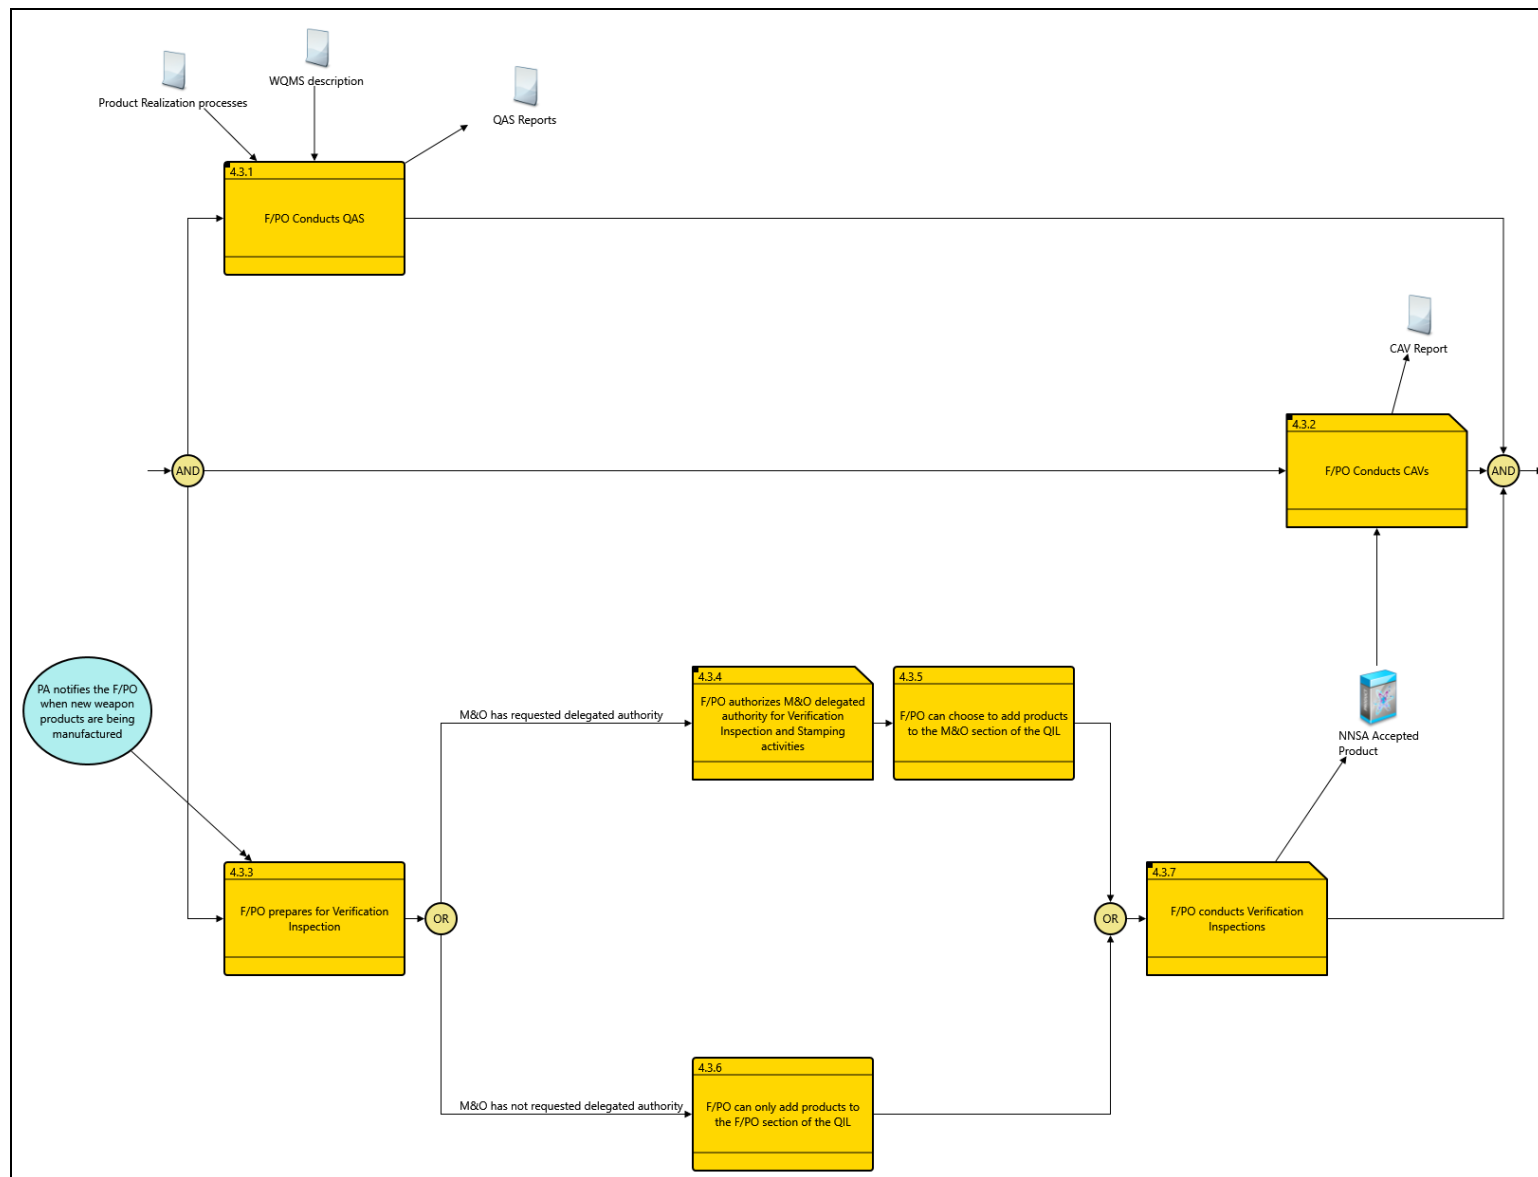 WQMS description
Product Realization processes
QAS Reports
4.3.1
F/PO Conducts QAS
CAV Report
4.3.2
F/PO Conducts CAVs
AND
AND
PA notifies the F/PO
when new weapon
products are being
manufactured
4.3.4
F/PO authorizes M&O delegated
authority for Verification
Inspection and Stamping
activities
4.3.5
F/PO can choose to add products
to the M&O section of the QIL
M&O has requested delegated authority
NNSA Accepted
Product
4.3.3
F/PO prepares for Verification
Inspection
OR
OR
4.3.7
F/PO conducts Verification
Inspections
4.3.6
F/PO can only add products to
the F/PO section of the QIL
M&O has not requested delegated authority